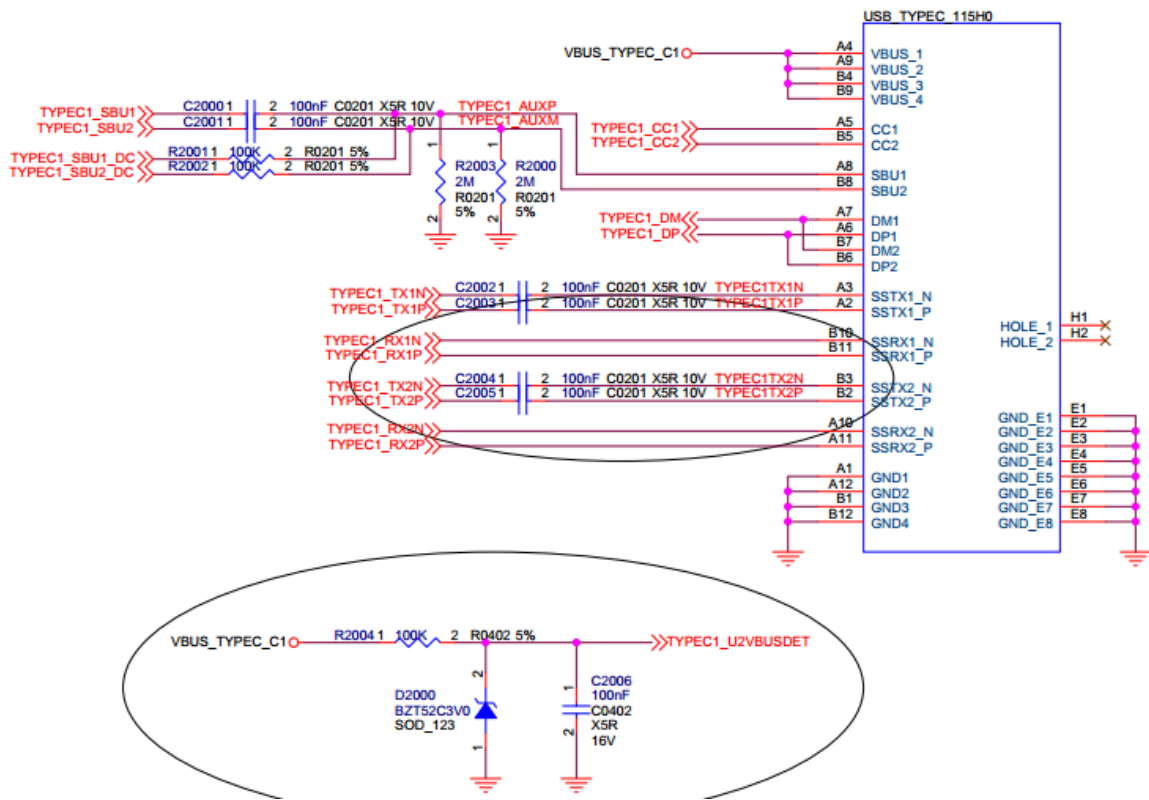 USB_TYPEC_115H0
VBUS_TYPEC_C1
A4 VBUS_1
A9 VBUS_2
B4 VBUS_3
B9 VBUS_4
TYPEC1_SBU1 C2000 1 2 100nF C0201 X5R 10V TYPEC1_AUXP
TYPEC1_SBU2 C2001 1 2 100nF C0201 X5R 10V TYPEC1_AUXM
TYPEC1_CC1 A5 CC1
TYPEC1_CC2 B5 CC2
TYPEC1_SBU1_DC R2001 1 100K 2 R0201 5%
TYPEC1_SBU2_DC R2002 1 100K 2 R0201 5%
A8 SBU1
B8 SBU2
1 1
R2003 R2000
2M 2M
R0201 R0201
5% 5%
2 2
TYPEC1_DM A7 DM1
TYPEC1_DP A6 DP1
B7 DM2
B6 DP2
TYPEC1_TX1N C2002 1 2 100nF C0201 X5R 10V TYPEC1TX1N A3 SSTX1_N
TYPEC1_TX1P C2003 1 2 100nF C0201 X5R 10V TYPEC1TX1P A2 SSTX1_P
TYPEC1_RX1N B10 SSRX1_N
TYPEC1_RX1P B11 SSRX1_P
HOLE_1 H1
HOLE_2 H2
TYPEC1_TX2N C2004 1 2 100nF C0201 X5R 10V TYPEC1TX2N B3 SSTX2_N
TYPEC1_TX2P C2005 1 2 100nF C0201 X5R 10V TYPEC1TX2P B2 SSTX2_P
TYPEC1_RX2N A10 SSRX2_N
TYPEC1_RX2P A11 SSRX2_P
A1 GND1
A12 GND2
B1 GND3
B12 GND4
GND_E1 E1
GND_E2 E2
GND_E3 E3
GND_E4 E4
GND_E5 E5
GND_E6 E6
GND_E7 E7
GND_E8 E8
VBUS_TYPEC_C1 R2004 1 100K 2 R0402 5% TYPEC1_U2VBUSDET
2
D2000
BZT52C3V0
SOD_123
1
1
C2006
100nF
C0402
X5R
16V
2